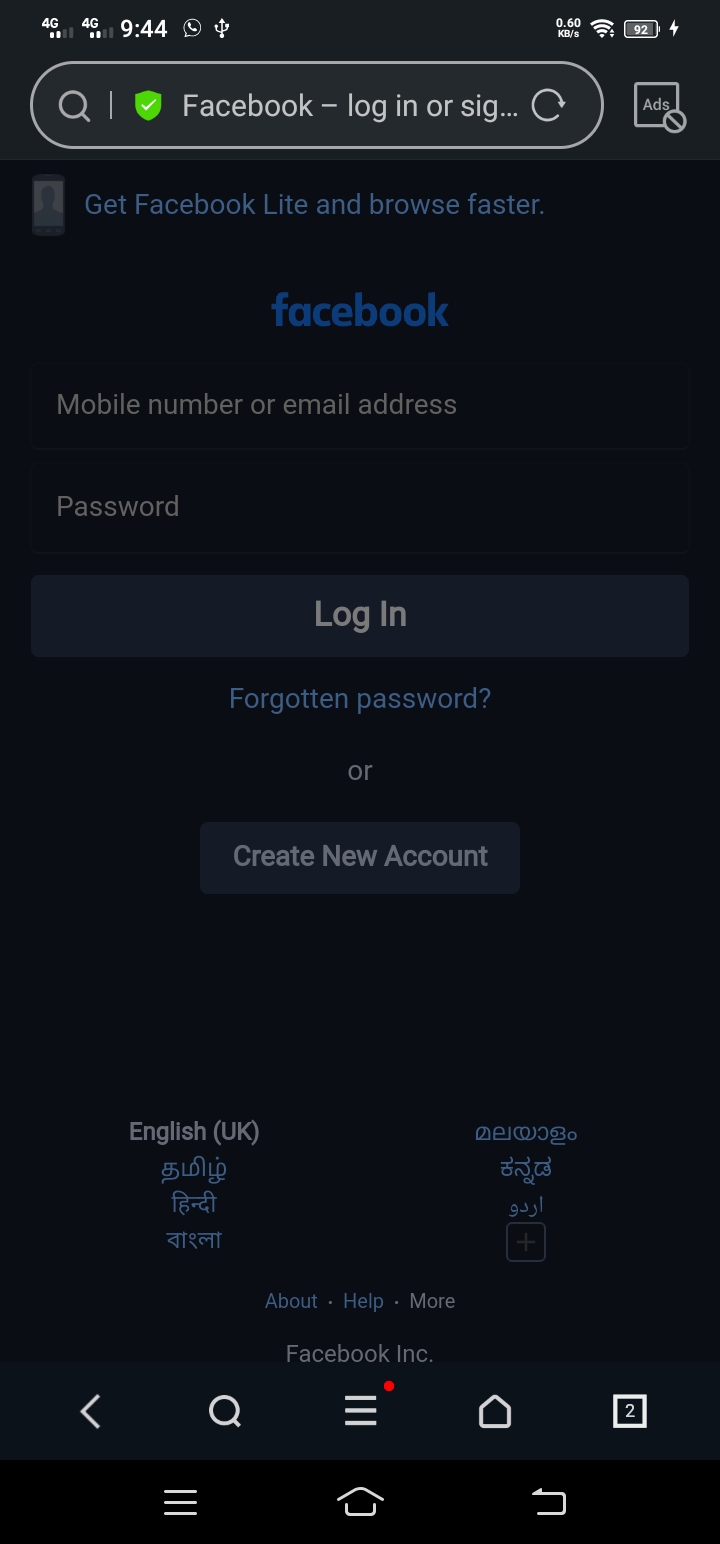 4G 4G 9:44 0.60 KB/s 92
Facebook – log in or sig... Ads
Get Facebook Lite and browse faster.
facebook
Mobile number or email address
Password
Log In
Forgotten password?
or
Create New Account
English (UK) മലയാളം
தமிழ் ಕನ್ನಡ
हिन्दी اردو
বাংলা
About · Help · More
Facebook Inc.
2